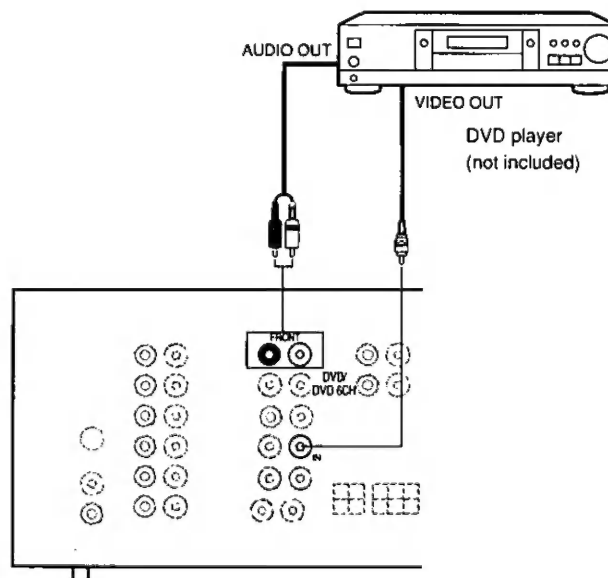 AUDIO OUT
VIDEO OUT
DVD player
(not included)
FRONT
DVD/
DVD 6CH
IN